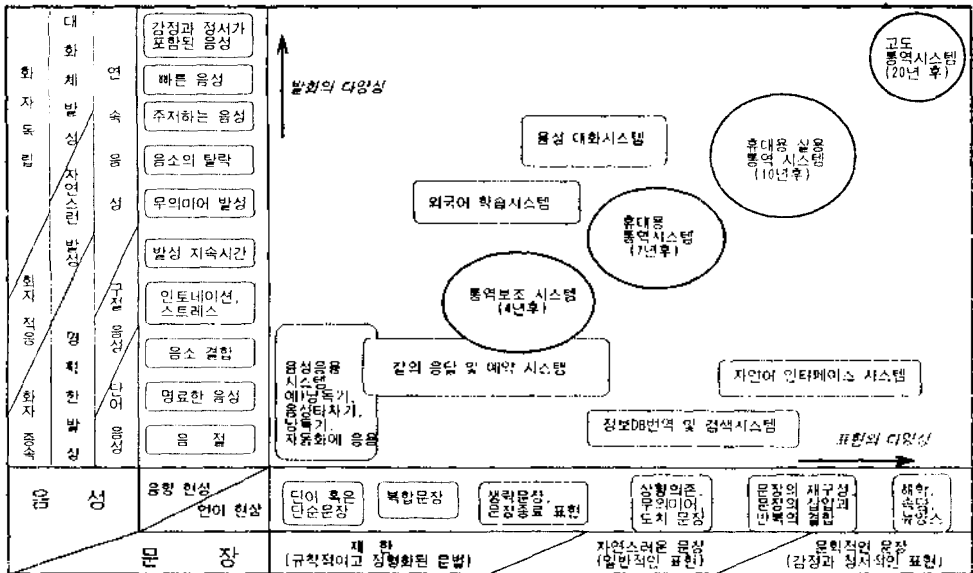 대화체 발성
화자독립
연속음성
자연스런 발성
화자 적응
구절 음성
명확한 발성
화자 종속
단어 음성
감정과 정서가
포함된 음성
빠른 음성
주저하는 음성
음소의 탈락
무의미어 발성
발성 지속시간
인토네이션,
스트레스
음소 결합
명료한 음성
음 절
발화의 다양성
고도
통역시스템
(20년 후)
음성 대화시스템
휴대용 실용
통역 시스템
(10년후)
외국어 학습시스템
휴대용
통역시스템
(7년후)
통역보조 시스템
(4년후)
음성응용
시스템
예)낭독기,
음성타자기,
낭독기,
자동화에 응용
응답 및 예약 시스템
자연어 인터페이스 시스템
정보DB번역 및 검색시스템
표현의 다양성
음 성
음향 현상
언어 현상
단어 혹은
단순문장
복합문장
생략문장,
문장종료 표현
상황의존,
무의미어,
도치 문장
문장의 재구성,
문장의 삽입과
반복의 결합
해학,
속담,
뉴앙스
문 장
제 한
(규칙적이고 정형화된 문법)
자연스러운 문장
(일반적인 표현)
문학적인 문장
(감정과 정서적인 표현)